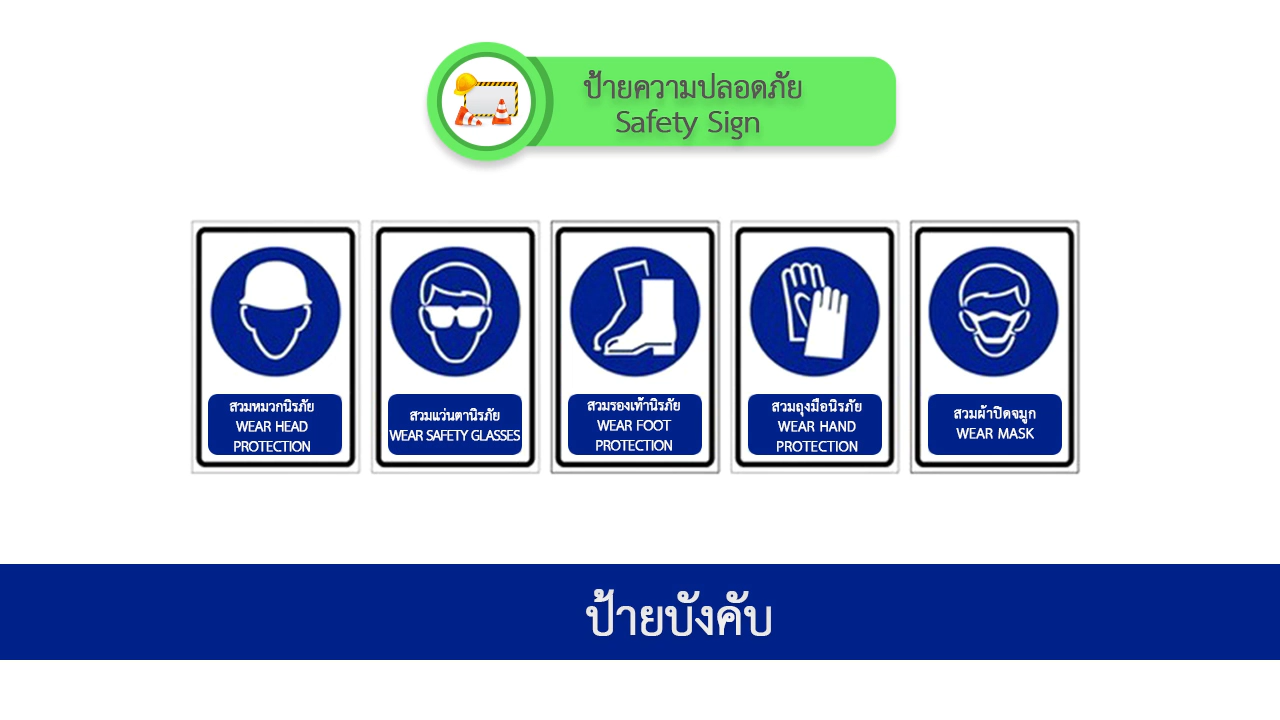 ป้ายความปลอดภัย
Safety Sign
สวมหมวกนิรภัย
WEAR HEAD
PROTECTION
สวมแว่นตานิรภัย
WEAR SAFETY GLASSES
สวมรองเท้านิรภัย
WEAR FOOT
PROTECTION
สวมถุงมือนิรภัย
WEAR HAND
PROTECTION
สวมผ้าปิดจมูก
WEAR MASK
ป้ายบังคับ